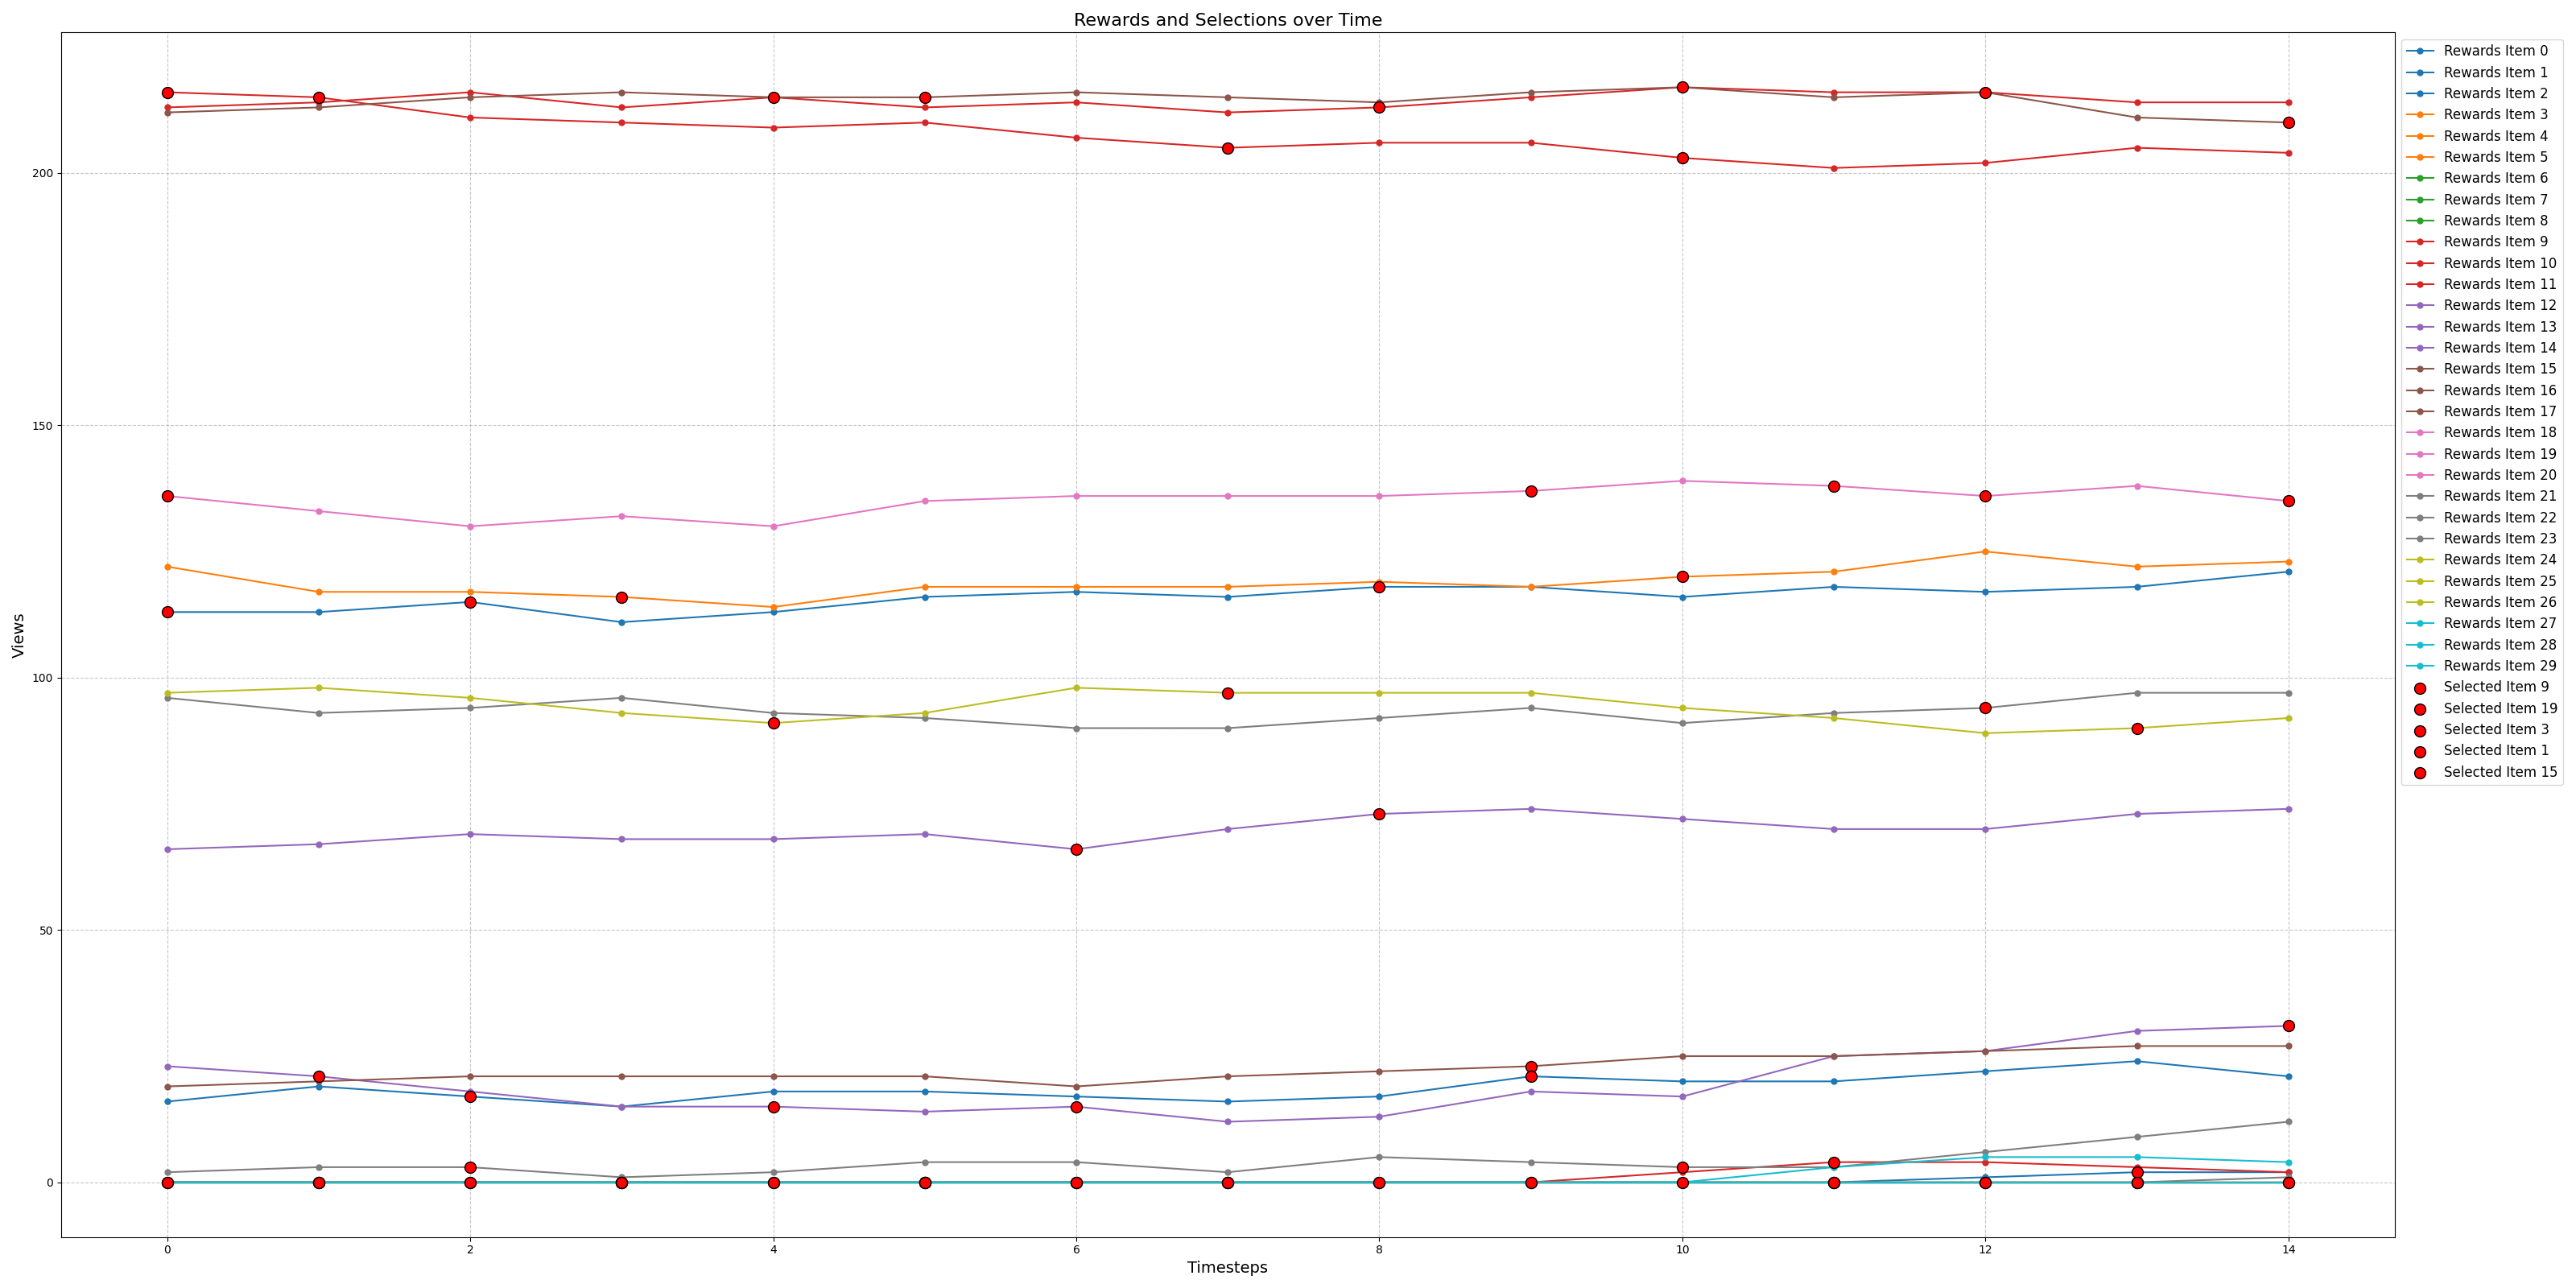 Rewards and Selections over Time
Views
200
150
100
50
0
0 2 4 6 8 10 12 14
Timesteps
Rewards Item 0
Rewards Item 1
Rewards Item 2
Rewards Item 3
Rewards Item 4
Rewards Item 5
Rewards Item 6
Rewards Item 7
Rewards Item 8
Rewards Item 9
Rewards Item 10
Rewards Item 11
Rewards Item 12
Rewards Item 13
Rewards Item 14
Rewards Item 15
Rewards Item 16
Rewards Item 17
Rewards Item 18
Rewards Item 19
Rewards Item 20
Rewards Item 21
Rewards Item 22
Rewards Item 23
Rewards Item 24
Rewards Item 25
Rewards Item 26
Rewards Item 27
Rewards Item 28
Rewards Item 29
Selected Item 9
Selected Item 19
Selected Item 3
Selected Item 1
Selected Item 15